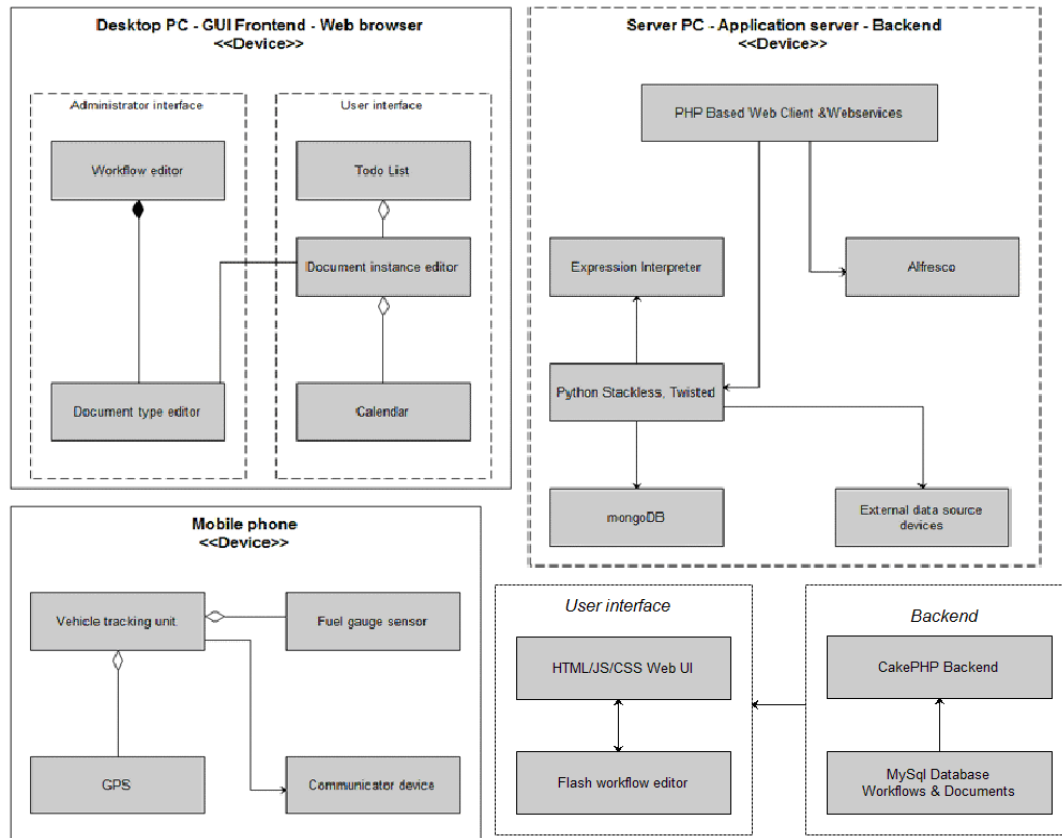 Desktop PC - GUI Frontend - Web browser
<<Device>>
Administrator interface
User interface
Workflow editor
Todo List
Document instance editor
Document type editor
Calendar
Server PC - Application server - Backend
<<Device>>
PHP Based Web Client &Webservices
Expression Interpreter
Alfresco
Python Stackless, Twisted
mongoDB
External data source
devices
Mobile phone
<<Device>>
Vehicle tracking unit.
Fuel gauge sensor
GPS
Communicator device
User interface
HTML/JS/CSS Web UI
Flash workflow editor
Backend
CakePHP Backend
MySql Database
Workflows & Documents